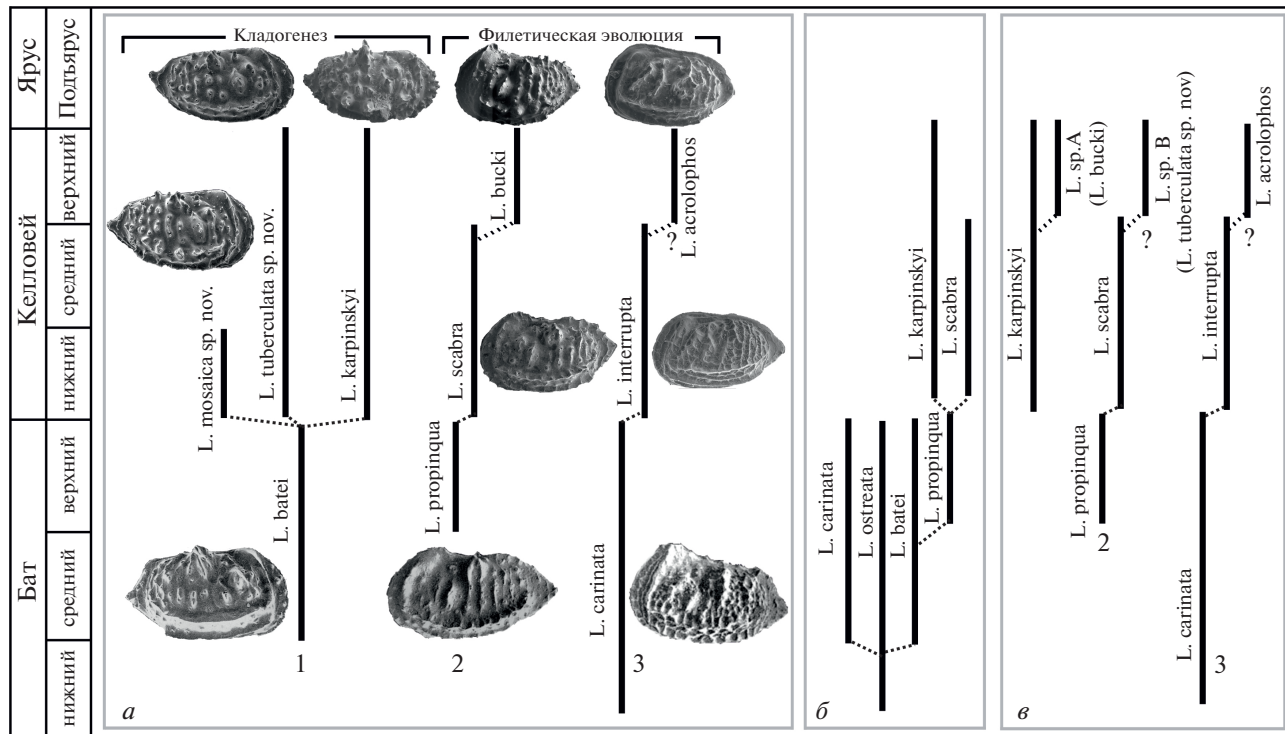 Ярус
Подъярус
Келловей
верхний
средний
нижний
Бат
верхний
средний
нижний
Кладогенез
Филетическая эволюция
L. mosaica sp. nov.
L. tuberculata sp. nov.
L. karpinskyi
L. batei
1
L. bucki
L. scabra
L. propinqua
2
L. acrolophos
?
L. interrupta
L. carinata
3
а
L. karpinskyi
L. scabra
L. carinata
L. ostreata
L. batei
L. propinqua
б
L. karpinskyi
L. sp.A
(L. bucki)
L. sp. B
(L. tuberculata sp. nov)
?
L. scabra
L. propinqua
2
L. acrolophos
?
L. interrupta
L. carinata
3
в